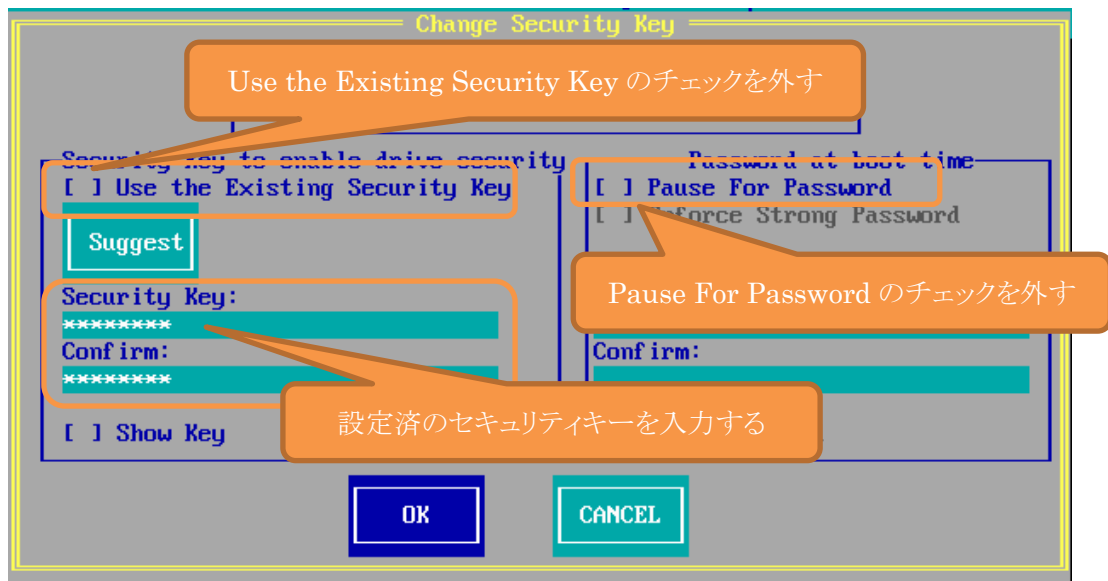 Change Security Key
Use the Existing Security Key のチェックを外す
Security key to enable drive security
[ ] Use the Existing Security Key
Suggest
Security Key:
********
Confirm:
********
[ ] Show Key
設定済のセキュリティキーを入力する
Password at boot time
[ ] Pause For Password
[ ] Enforce Strong Password
Pause For Password のチェックを外す
Confirm:
OK
CANCEL